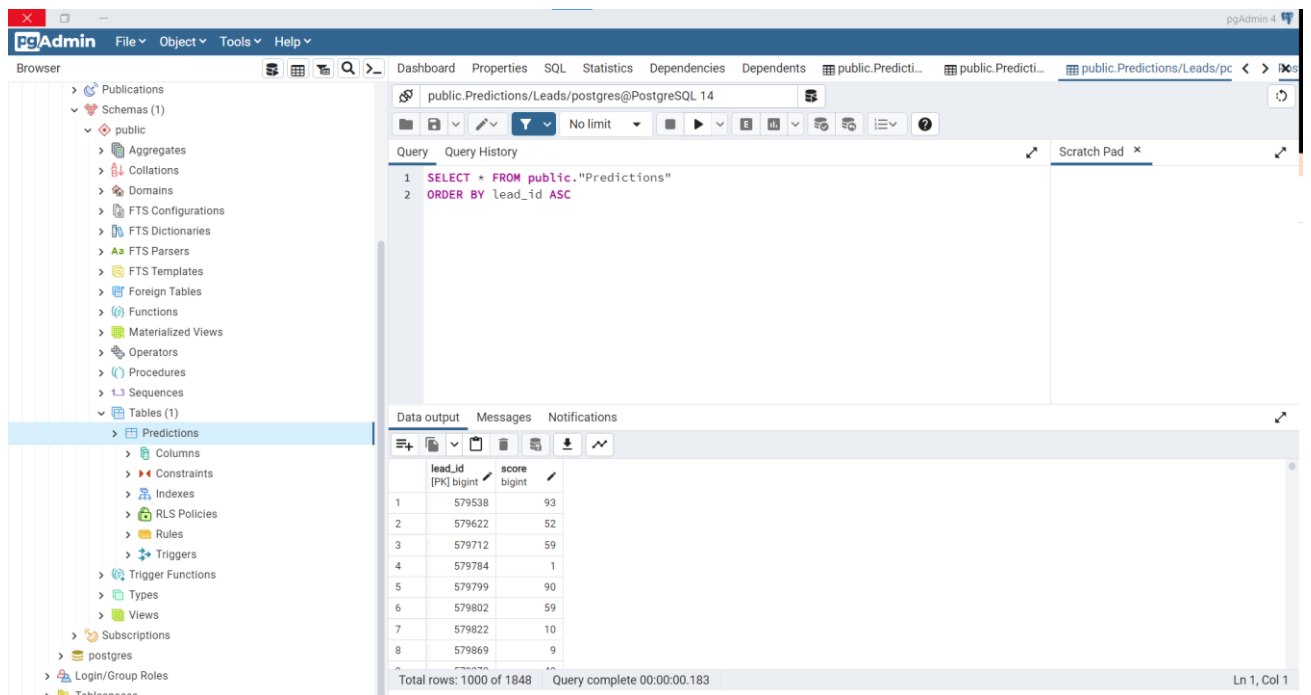 pgAdmin 4
pgAdmin File Object Tools Help
Browser
Publications
Schemas (1)
public
Aggregates
Collations
Domains
FTS Configurations
FTS Dictionaries
Aa FTS Parsers
FTS Templates
Foreign Tables
Functions
Materialized Views
Operators
Procedures
1..3 Sequences
Tables (1)
Predictions
Columns
Constraints
Indexes
RLS Policies
Rules
Triggers
Trigger Functions
Types
Views
Subscriptions
postgres
Login/Group Roles
Tablespaces
Dashboard Properties SQL Statistics Dependencies Dependents public.Predicti... public.Predicti... public.Predictions/Leads/po
public.Predictions/Leads/postgres@PostgreSQL 14
No limit E
Query Query History
Scratch Pad ×
1 SELECT * FROM public."Predictions"
2 ORDER BY lead_id ASC
Data output Messages Notifications
lead_id score
[PK] bigint bigint
1 579538 93
2 579622 52
3 579712 59
4 579784 1
5 579799 90
6 579802 59
7 579822 10
8 579869 9
Total rows: 1000 of 1848 Query complete 00:00:00.183 Ln 1, Col 1